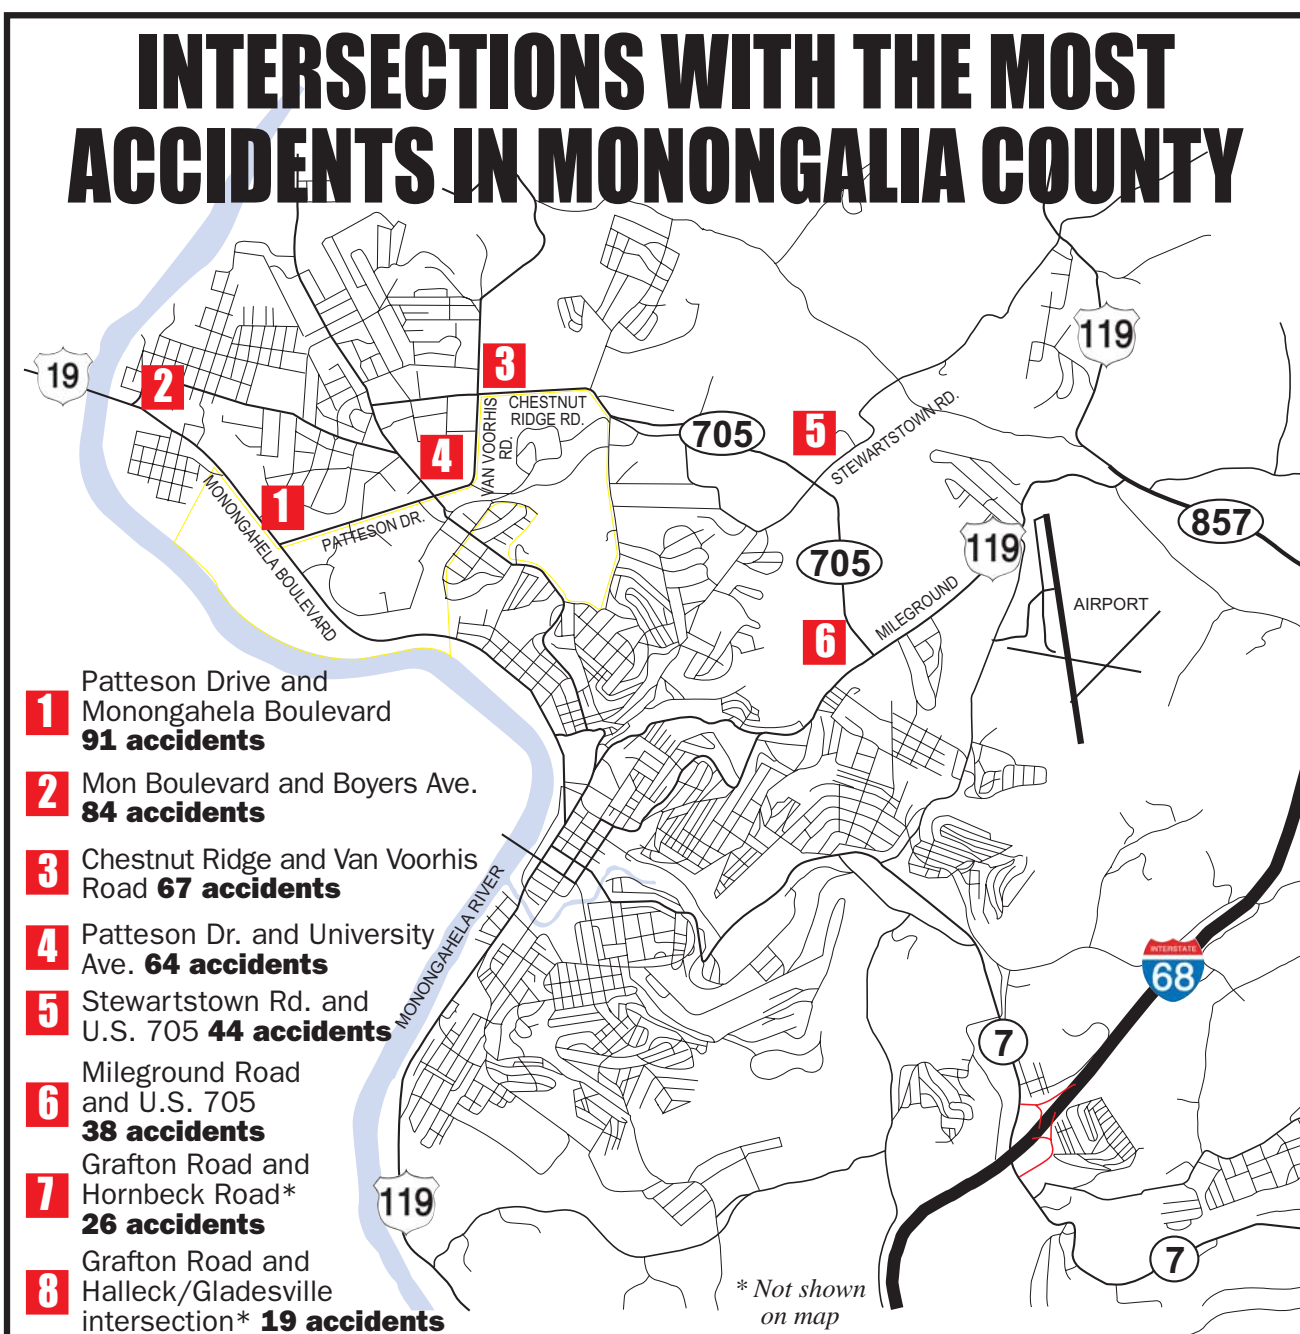 INTERSECTIONS WITH THE MOST
ACCIDENTS IN MONONGALIA COUNTY
19
2
3
CHESTNUT
RIDGE RD.
VAN VOORHIS
RD.
4
1
MONONGAHELA BOULEVARD
PATTESON DR.
705
5
STEWARTSTOWN RD.
119
857
119
705
MILEGROUND
6
AIRPORT
1
Patteson Drive and
Monongahela Boulevard
91 accidents
2
Mon Boulevard and Boyers Ave.
84 accidents
3
Chestnut Ridge and Van Voorhis
Road 67 accidents
4
Patteson Dr. and University
Ave. 64 accidents
5
Stewartstown Rd. and
U.S. 705 44 accidents
6
Mileground Road
and U.S. 705
38 accidents
7
Grafton Road and
Hornbeck Road*
26 accidents
8
Grafton Road and
Halleck/Gladesville
intersection* 19 accidents
MONONGAHELA RIVER
119
INTERSTATE
68
7
7
* Not shown
on map